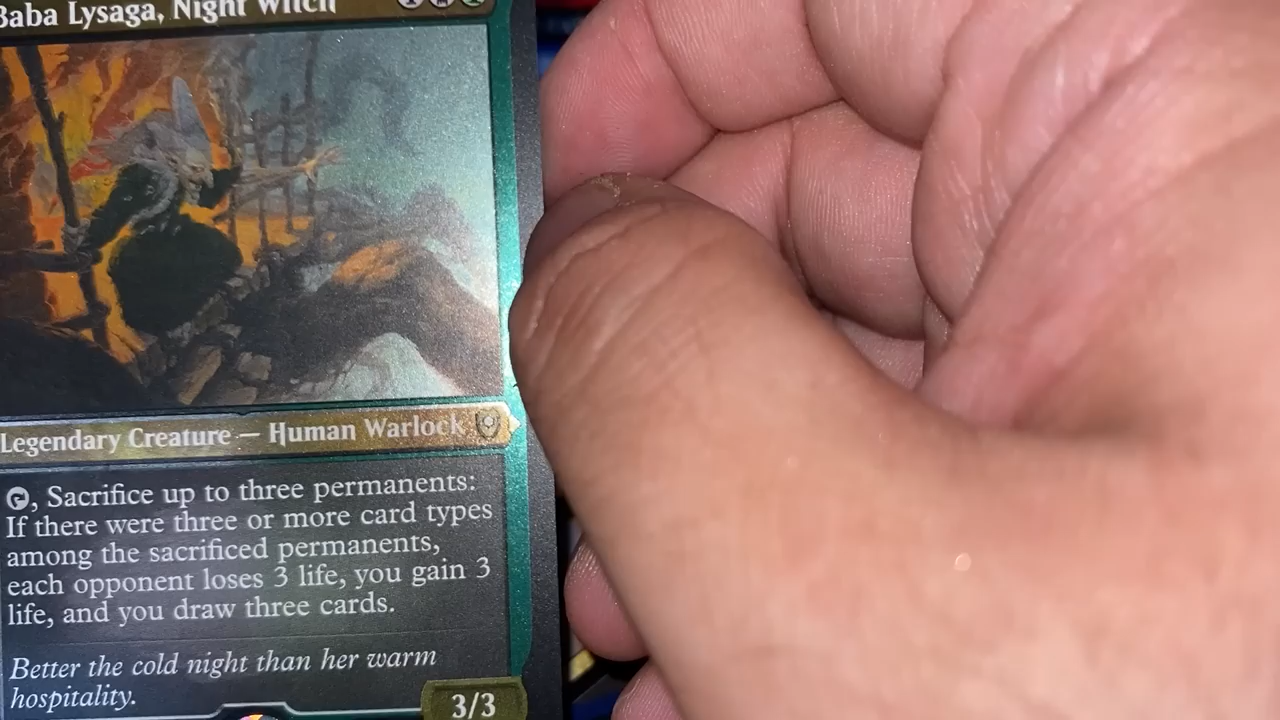 Baba Lysaga, Night Witch
Legendary Creature — Human Warlock
, Sacrifice up to three permanents:
If there were three or more card types
among the sacrificed permanents,
each opponent loses 3 life, you gain 3
life, and you draw three cards.
Better the cold night than her warm
hospitality.
3/3